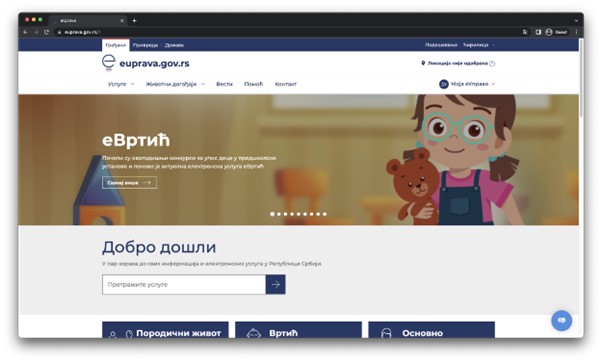 еУправа
euprava.gov.rs
Грађани Привреда Држава
Подешавања Ћирилица
euprava.gov.rs
Локација није одабрана
Услуге Животни догађаји Вести Помоћ Контакт
Моја еУправа
еВртић
Почели су овогодишњи конкурси за упис деце у предшколске
установе и поново је актуелна електронска услуга еВртић
Сазнај више
Добро дошли
У пар корака до свих информација и електронских услуга у Републици Србији.
Претражите услуге
Породични живот
Вртић
Основно